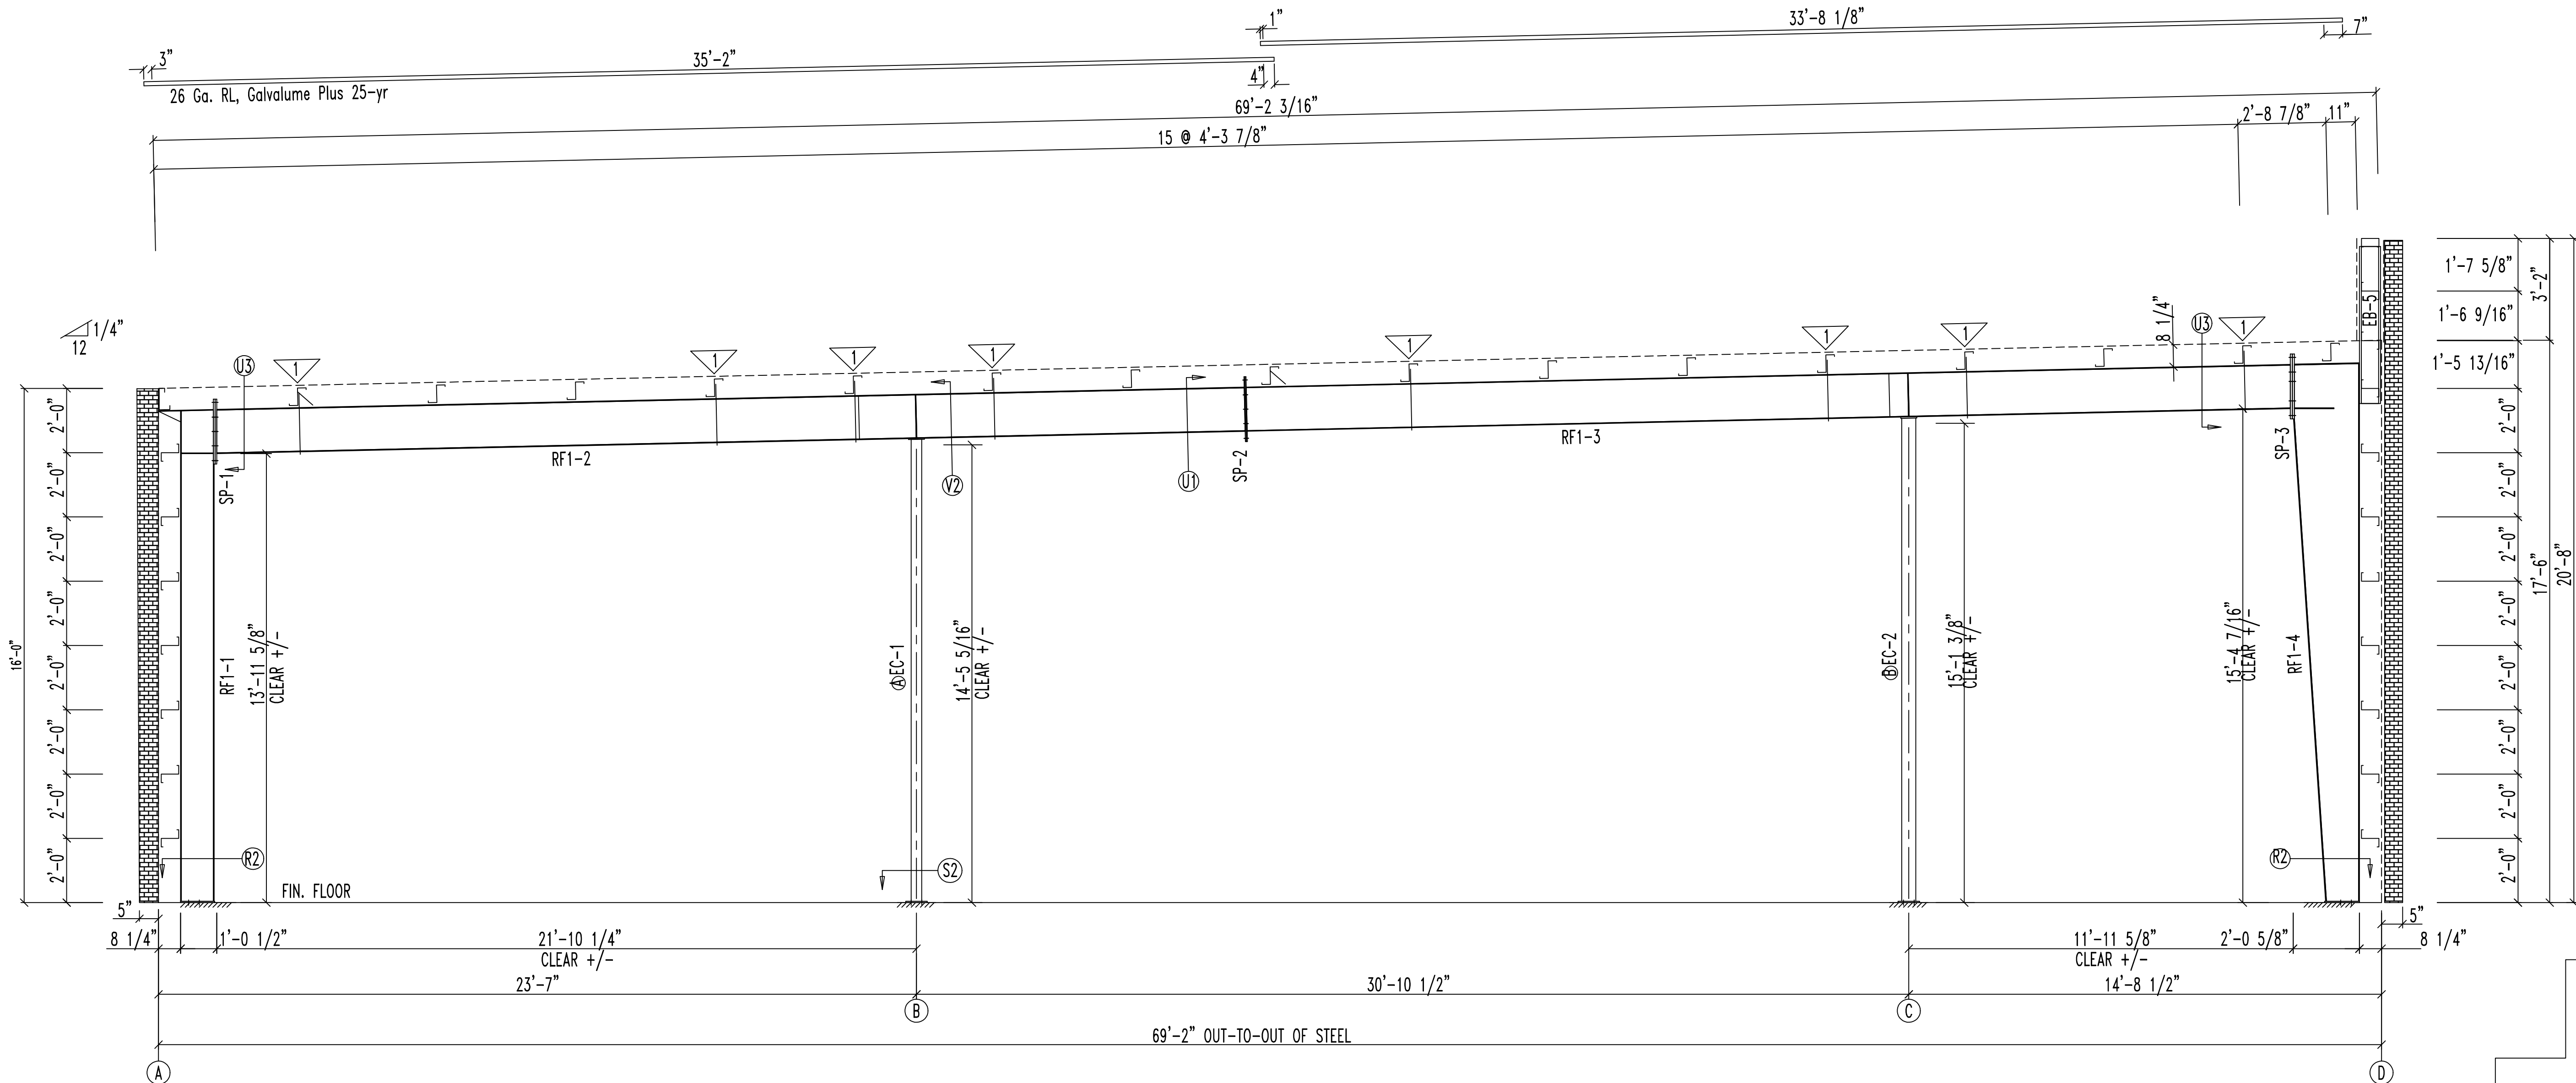 1"
33'-8 1/8"
7"
3"
35'-2"
4"
26 Ga. RL, Galvalume Plus 25-yr
69'-2 3/16"
2'-8 7/8"
11"
15 @ 4'-3 7/8"
1'-7 5/8"
3'-2"
EB-5
1'-6 9/16"
8 1/4"
1/4"
12
U3
1
1
1
1
1
1
1
U3
1
1'-5 13/16"
2'-0"
2'-0"
2'-0"
2'-0"
2'-0"
2'-0"
2'-0"
2'-0"
16'-0"
SP-1
RF1-2
V2
U1
SP-2
RF1-3
SP-3
2'-0"
2'-0"
2'-0"
2'-0"
2'-0"
2'-0"
2'-0"
2'-0"
17'-6"
20'-8"
RF1-1
13'-11 5/8"
CLEAR +/-
EC-1
A
14'-5 5/16"
CLEAR +/-
EC-2
B
15'-1 3/8"
CLEAR +/-
15'-4 7/16"
CLEAR +/-
RF1-4
R2
S2
R2
FIN. FLOOR
5"
5"
8 1/4"
1'-0 1/2"
21'-10 1/4"
CLEAR +/-
11'-11 5/8"
CLEAR +/-
2'-0 5/8"
8 1/4"
23'-7"
30'-10 1/2"
14'-8 1/2"
B
C
69'-2" OUT-TO-OUT OF STEEL
A
D